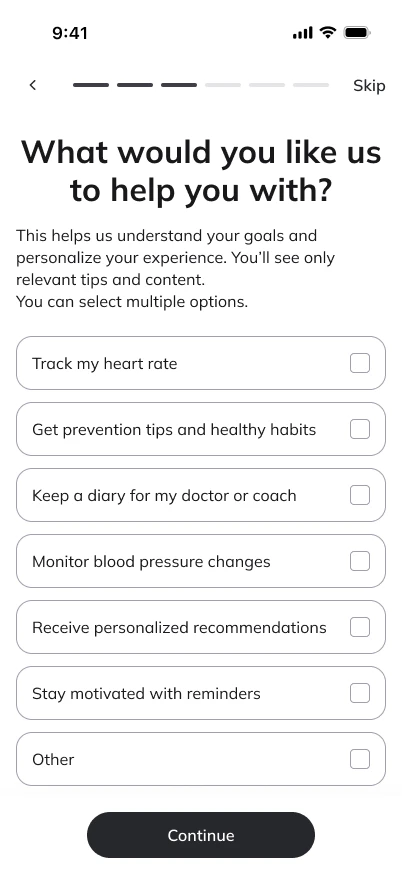 9:41
Skip
What would you like us
to help you with?
This helps us understand your goals and
personalize your experience. You'll see only
relevant tips and content.
You can select multiple options.
Track my heart rate
Get prevention tips and healthy habits
Keep a diary for my doctor or coach
Monitor blood pressure changes
Receive personalized recommendations
Stay motivated with reminders
Other
Continue